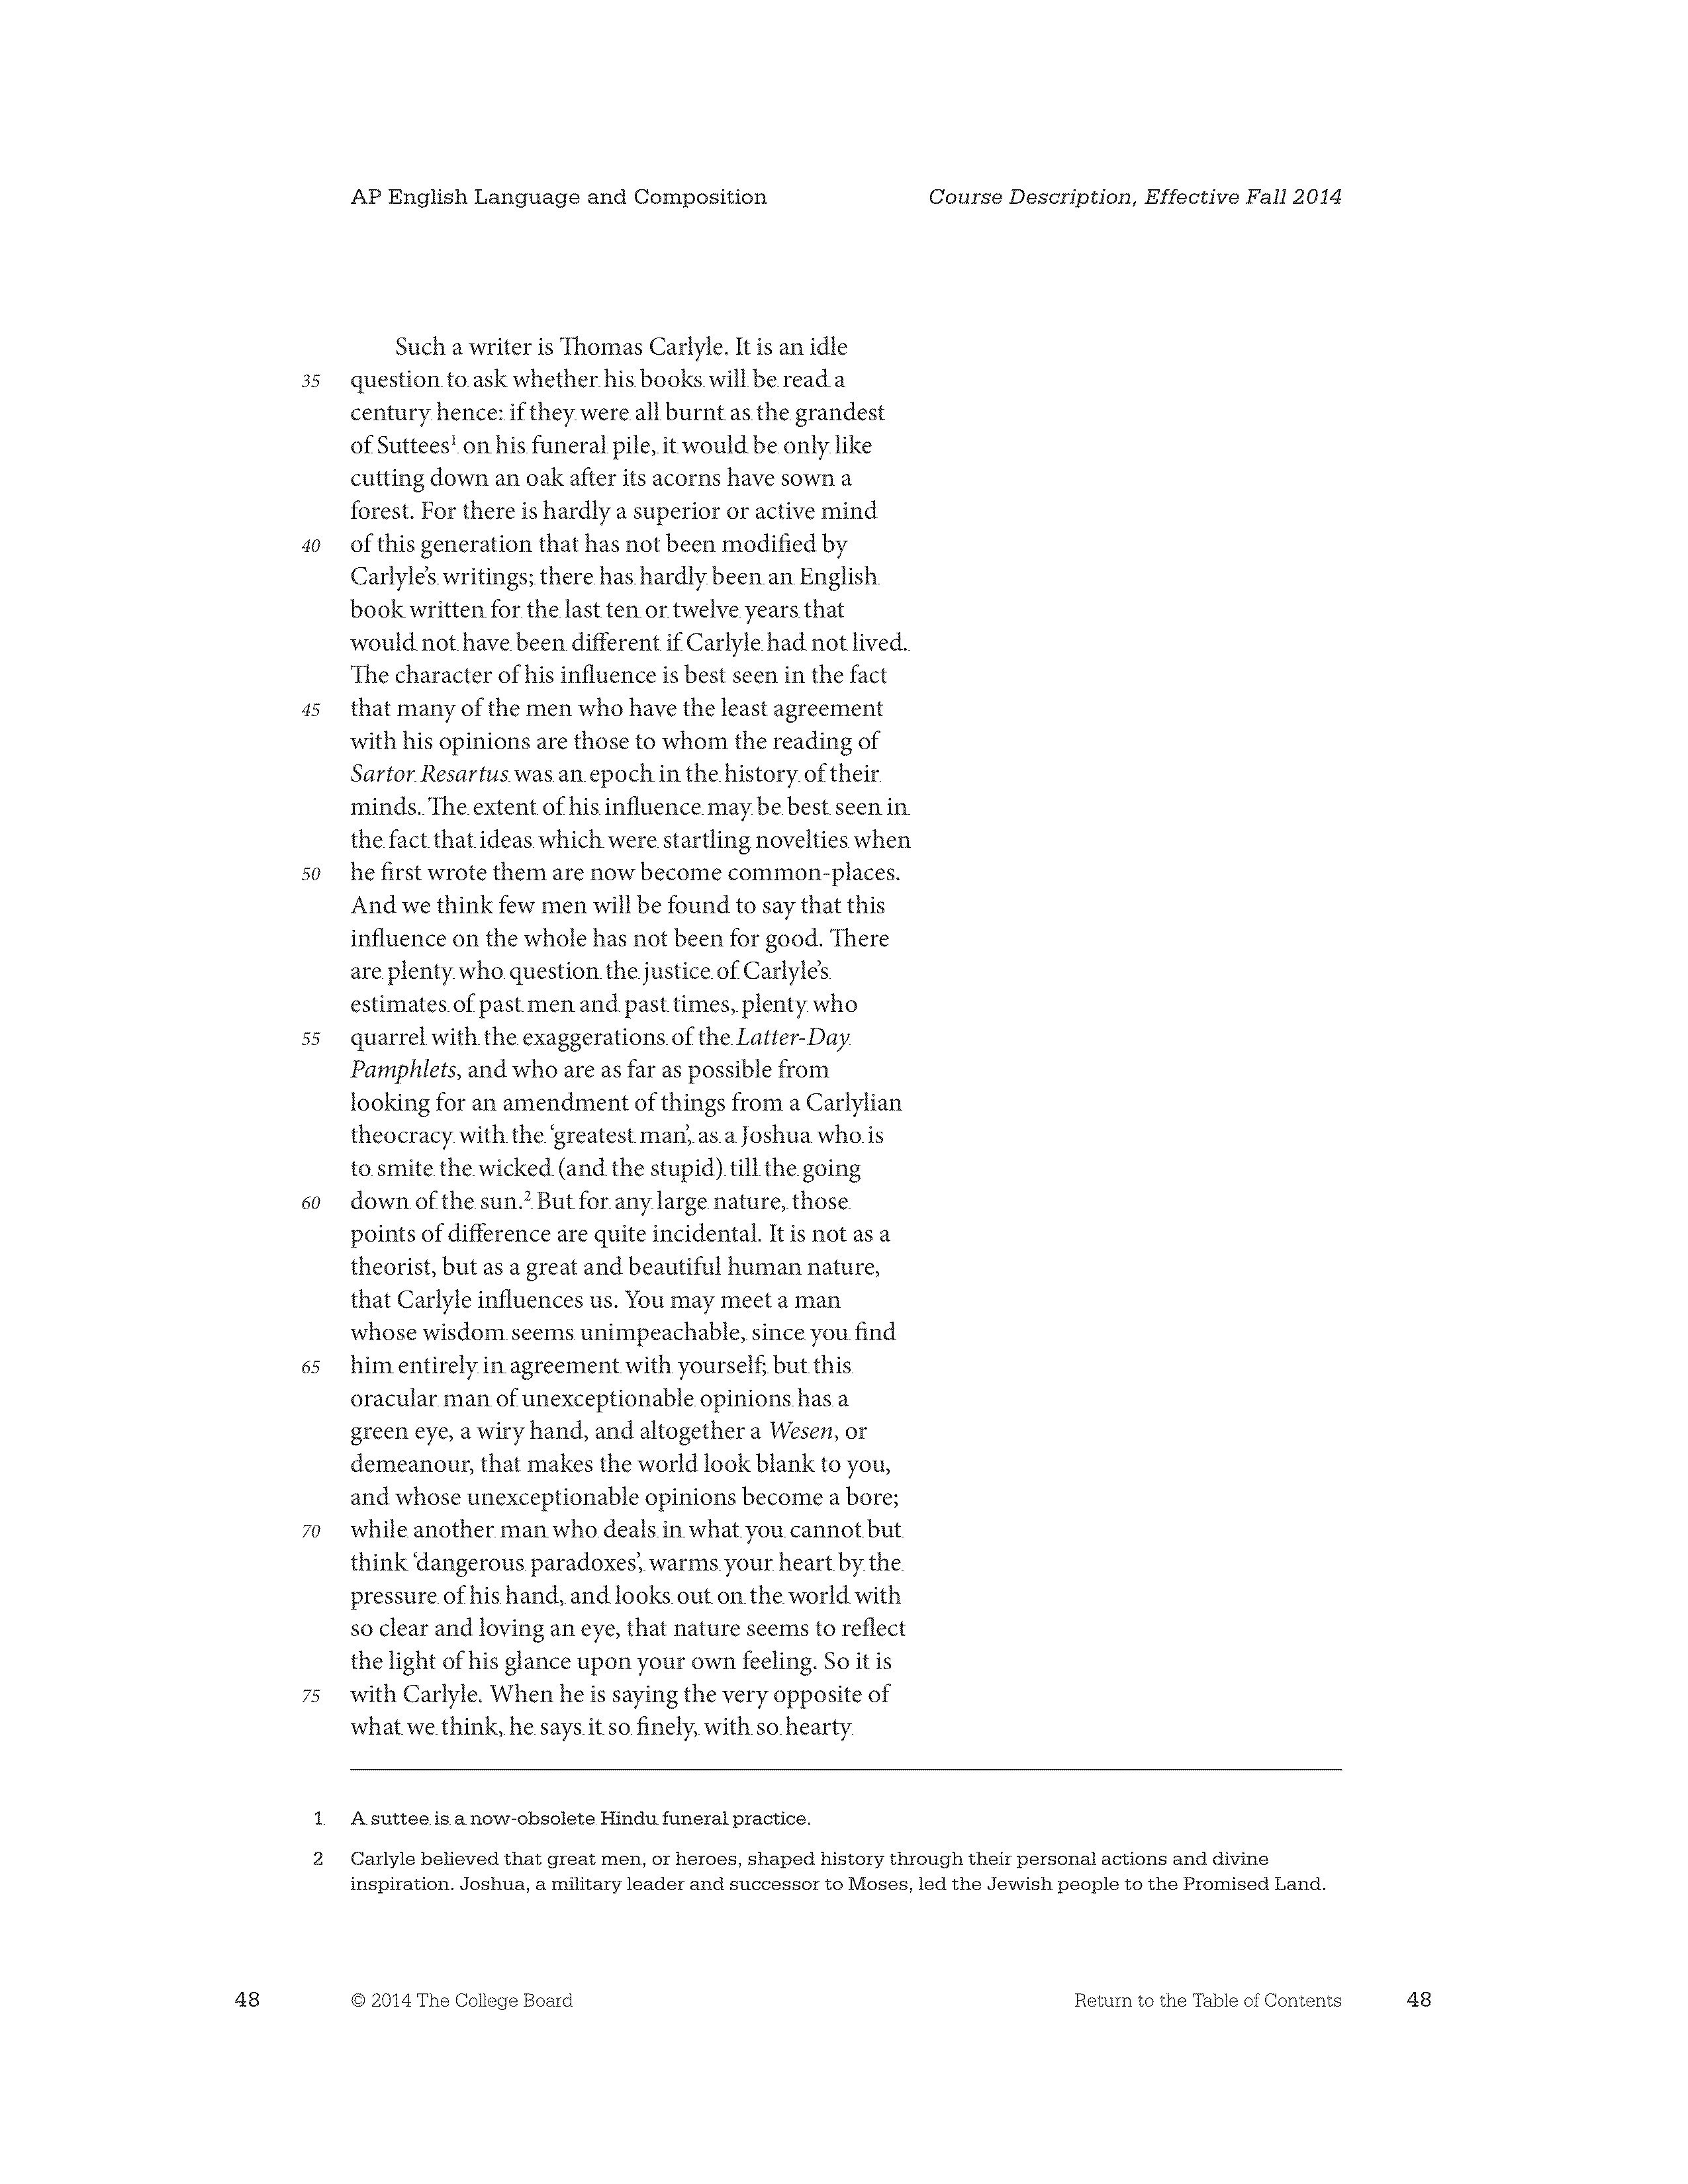 AP English Language and Composition
Course Description, Effective Fall 2014
Such a writer is Thomas Carlyle. It is an idle
35 question to ask whether his books will be read a
century hence: if they were all burnt as the grandest
of Suttees¹ on his funeral pile, it would be only like
cutting down an oak after its acorns have sown a
forest. For there is hardly a superior or active mind
40 of this generation that has not been modified by
Carlyle’s writings; there has hardly been an English
book written for the last ten or twelve years that
would not have been different if Carlyle had not lived.
The character of his influence is best seen in the fact
45 that many of the men who have the least agreement
with his opinions are those to whom the reading of
Sartor Resartus was an epoch in the history of their
minds. The extent of his influence may be best seen in
the fact that ideas which were startling novelties when
50 he first wrote them are now become common-places.
And we think few men will be found to say that this
influence on the whole has not been for good. There
are plenty who question the justice of Carlyle’s
estimates of past men and past times, plenty who
55 quarrel with the exaggerations of the Latter-Day
Pamphlets, and who are as far as possible from
looking for an amendment of things from a Carlylian
theocracy with the ‘greatest man’, as a Joshua who is
to smite the wicked (and the stupid) till the going
60 down of the sun.² But for any large nature, those
points of difference are quite incidental. It is not as a
theorist, but as a great and beautiful human nature,
that Carlyle influences us. You may meet a man
whose wisdom seems unimpeachable, since you find
65 him entirely in agreement with yourself; but this
oracular man of unexceptionable opinions has a
green eye, a wiry hand, and altogether a Wesen, or
demeanour, that makes the world look blank to you,
and whose unexceptionable opinions become a bore;
70 while another man who deals in what you cannot but
think ‘dangerous paradoxes’, warms your heart by the
pressure of his hand, and looks out on the world with
so clear and loving an eye, that nature seems to reflect
the light of his glance upon your own feeling. So it is
75 with Carlyle. When he is saying the very opposite of
what we think, he says it so finely, with so hearty
1 A suttee is a now-obsolete Hindu funeral practice.
2 Carlyle believed that great men, or heroes, shaped history through their personal actions and divine
inspiration. Joshua, a military leader and successor to Moses, led the Jewish people to the Promised Land.
48 © 2014 The College Board
Return to the Table of Contents 48